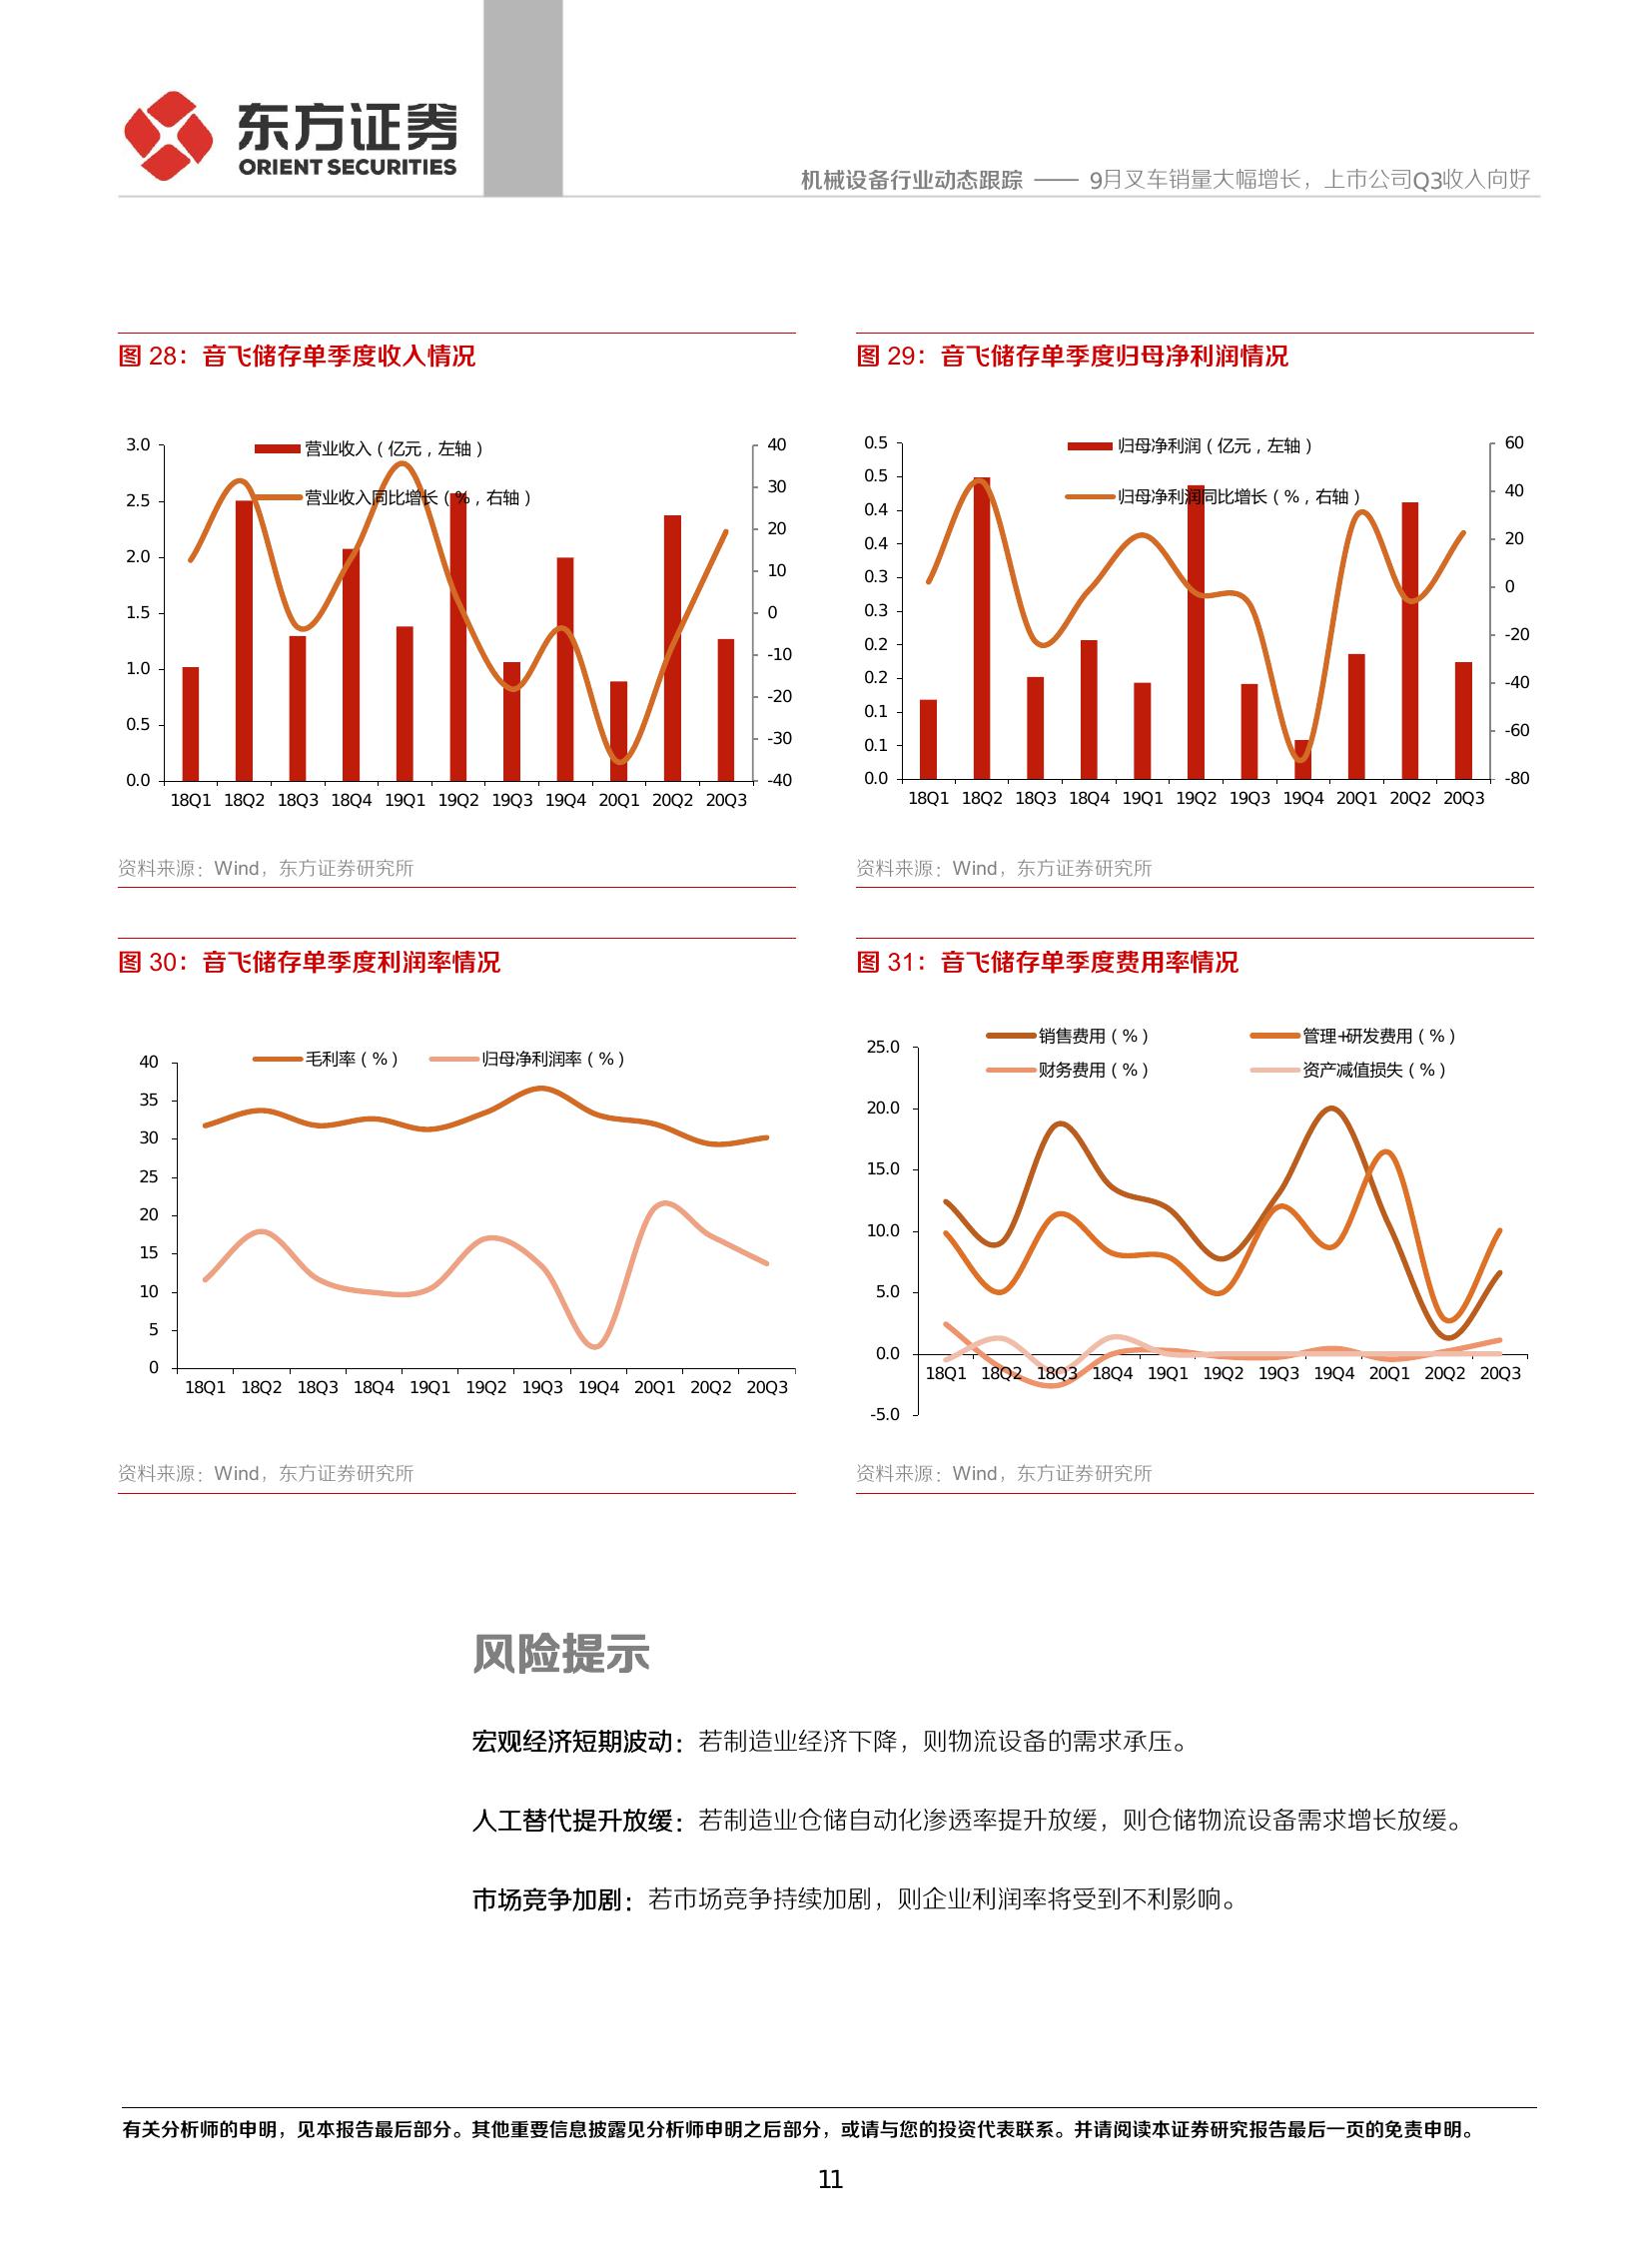 东方证券
ORIENT SECURITIES
机械设备行业动态跟踪 —— 9月叉车销量大幅增长，上市公司Q3收入向好
图 28：音飞储存单季度收入情况
营业收入（亿元，左轴）
营业收入同比增长（%，右轴）
3.0
2.5
2.0
1.5
1.0
0.5
0.0
40
30
20
10
0
-10
-20
-30
-40
18Q1 18Q2 18Q3 18Q4 19Q1 19Q2 19Q3 19Q4 20Q1 20Q2 20Q3
资料来源：Wind，东方证券研究所
图 29：音飞储存单季度归母净利润情况
归母净利润（亿元，左轴）
归母净利润同比增长（%，右轴）
0.5
0.5
0.4
0.4
0.3
0.3
0.2
0.2
0.1
0.1
0.0
60
40
20
0
-20
-40
-60
-80
18Q1 18Q2 18Q3 18Q4 19Q1 19Q2 19Q3 19Q4 20Q1 20Q2 20Q3
资料来源：Wind，东方证券研究所
图 30：音飞储存单季度利润率情况
毛利率（%） 归母净利润率（%）
40
35
30
25
20
15
10
5
0
18Q1 18Q2 18Q3 18Q4 19Q1 19Q2 19Q3 19Q4 20Q1 20Q2 20Q3
资料来源：Wind，东方证券研究所
图 31：音飞储存单季度费用率情况
销售费用（%） 管理+研发费用（%）
财务费用（%） 资产减值损失（%）
25.0
20.0
15.0
10.0
5.0
0.0
-5.0
18Q1 18Q2 18Q3 18Q4 19Q1 19Q2 19Q3 19Q4 20Q1 20Q2 20Q3
资料来源：Wind，东方证券研究所
风险提示
宏观经济短期波动：若制造业经济下降，则物流设备的需求承压。
人工替代提升放缓：若制造业仓储自动化渗透率提升放缓，则仓储物流设备需求增长放缓。
市场竞争加剧：若市场竞争持续加剧，则企业利润率将受到不利影响。
有关分析师的申明，见本报告最后部分。其他重要信息披露见分析师申明之后部分，或请与您的投资代表联系。并请阅读本证券研究报告最后一页的免责申明。
11